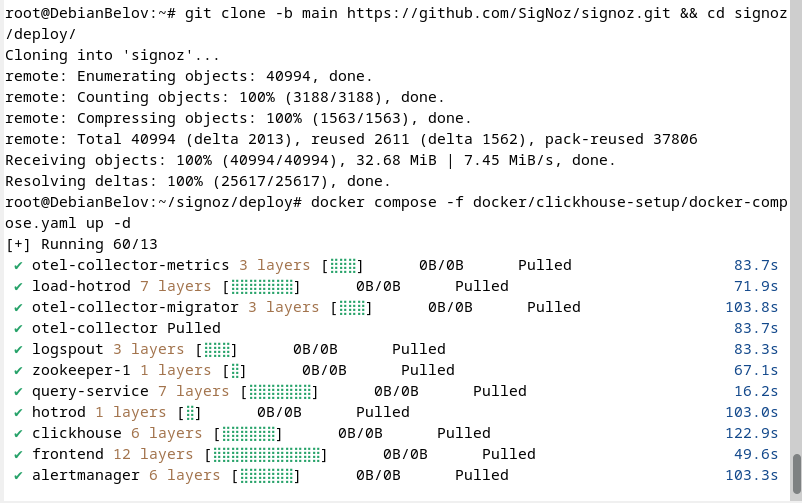 root@DebianBelov:~# git clone -b main https://github.com/SigNoz/signoz.git && cd signoz
/deploy/
Cloning into 'signoz'...
remote: Enumerating objects: 40994, done.
remote: Counting objects: 100% (3188/3188), done.
remote: Compressing objects: 100% (1563/1563), done.
remote: Total 40994 (delta 2013), reused 2611 (delta 1562), pack-reused 37806
Receiving objects: 100% (40994/40994), 32.68 MiB | 7.45 MiB/s, done.
Resolving deltas: 100% (25617/25617), done.
root@DebianBelov:~/signoz/deploy# docker compose -f docker/clickhouse-setup/docker-comp
ose.yaml up -d
[+] Running 60/13
✔ otel-collector-metrics 3 layers [⣿⣿⣿] 0B/0B Pulled 83.7s
✔ load-hotrod 7 layers [⣿⣿⣿⣿⣿⣿⣿] 0B/0B Pulled 71.9s
✔ otel-collector-migrator 3 layers [⣿⣿⣿] 0B/0B Pulled 103.8s
✔ otel-collector Pulled 83.7s
✔ logspout 3 layers [⣿⣿⣿] 0B/0B Pulled 83.3s
✔ zookeeper-1 1 layers [⣿] 0B/0B Pulled 67.1s
✔ query-service 7 layers [⣿⣿⣿⣿⣿⣿⣿] 0B/0B Pulled 16.2s
✔ hotrod 1 layers [⣿] 0B/0B Pulled 103.0s
✔ clickhouse 6 layers [⣿⣿⣿⣿⣿⣿] 0B/0B Pulled 122.9s
✔ frontend 12 layers [⣿⣿⣿⣿⣿⣿⣿⣿⣿⣿⣿⣿] 0B/0B Pulled 49.6s
✔ alertmanager 6 layers [⣿⣿⣿⣿⣿⣿] 0B/0B Pulled 103.3s